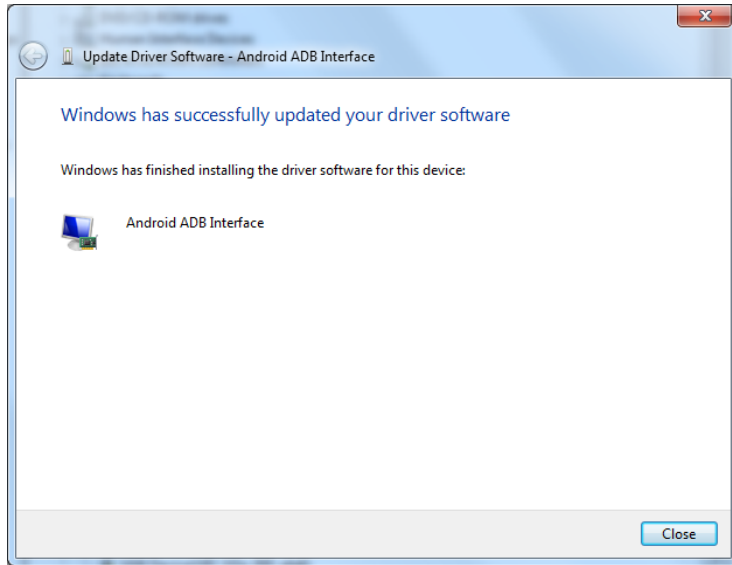 Update Driver Software - Android ADB Interface
Windows has successfully updated your driver software
Windows has finished installing the driver software for this device:
Android ADB Interface
Close